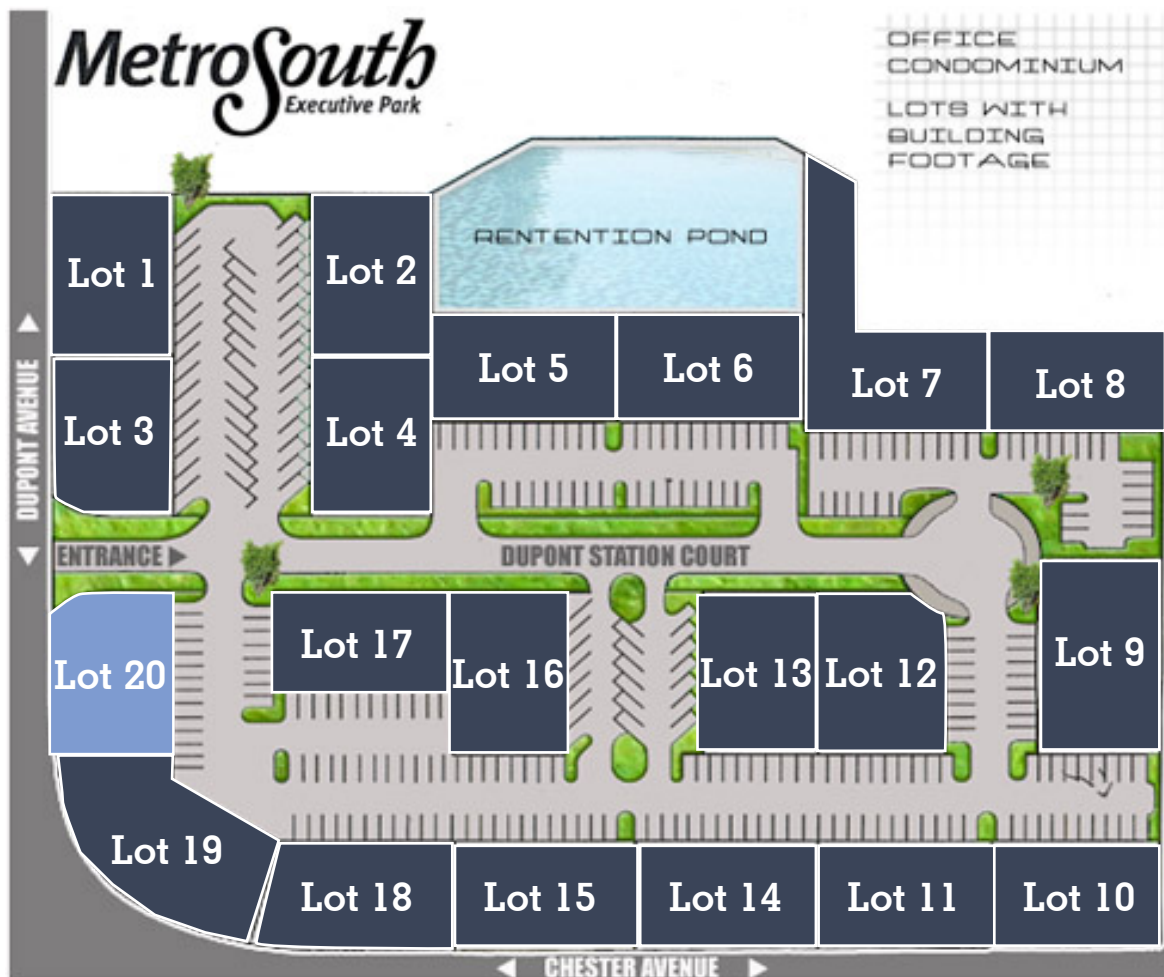 MetroSouth
Executive Park
OFFICE
CONDOMINIUM
LOTS WITH
BUILDING
FOOTAGE
RENTENTION POND
Lot 1
Lot 2
Lot 3
Lot 4
Lot 5
Lot 6
Lot 7
Lot 8
DUPONT AVENUE
ENTRANCE
DUPONT STATION COURT
Lot 20
Lot 17
Lot 16
Lot 13
Lot 12
Lot 9
Lot 19
Lot 18
Lot 15
Lot 14
Lot 11
Lot 10
CHESTER AVENUE